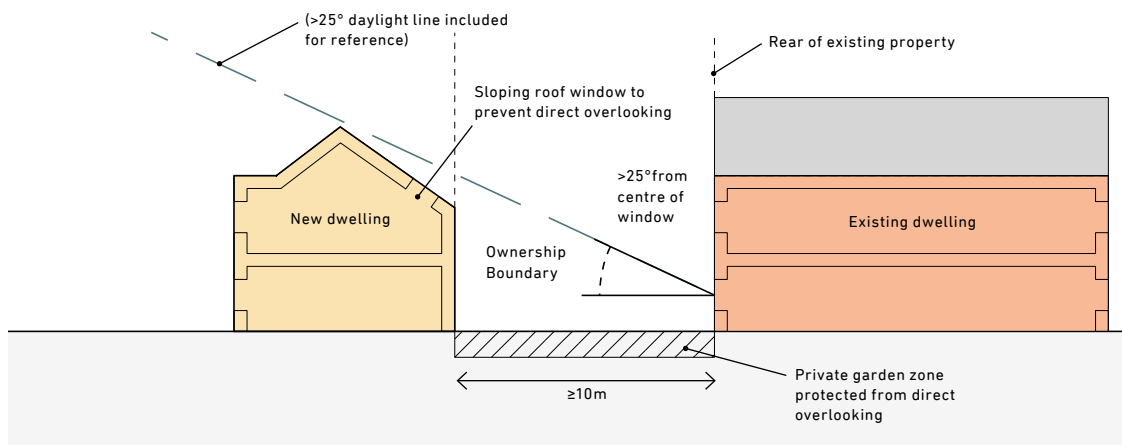 (>25° daylight line included
for reference)
Rear of existing property
Sloping roof window to
prevent direct overlooking
>25°from
centre of
window
New dwelling
Existing dwelling
Ownership
Boundary
≥10m
Private garden zone
protected from direct
overlooking